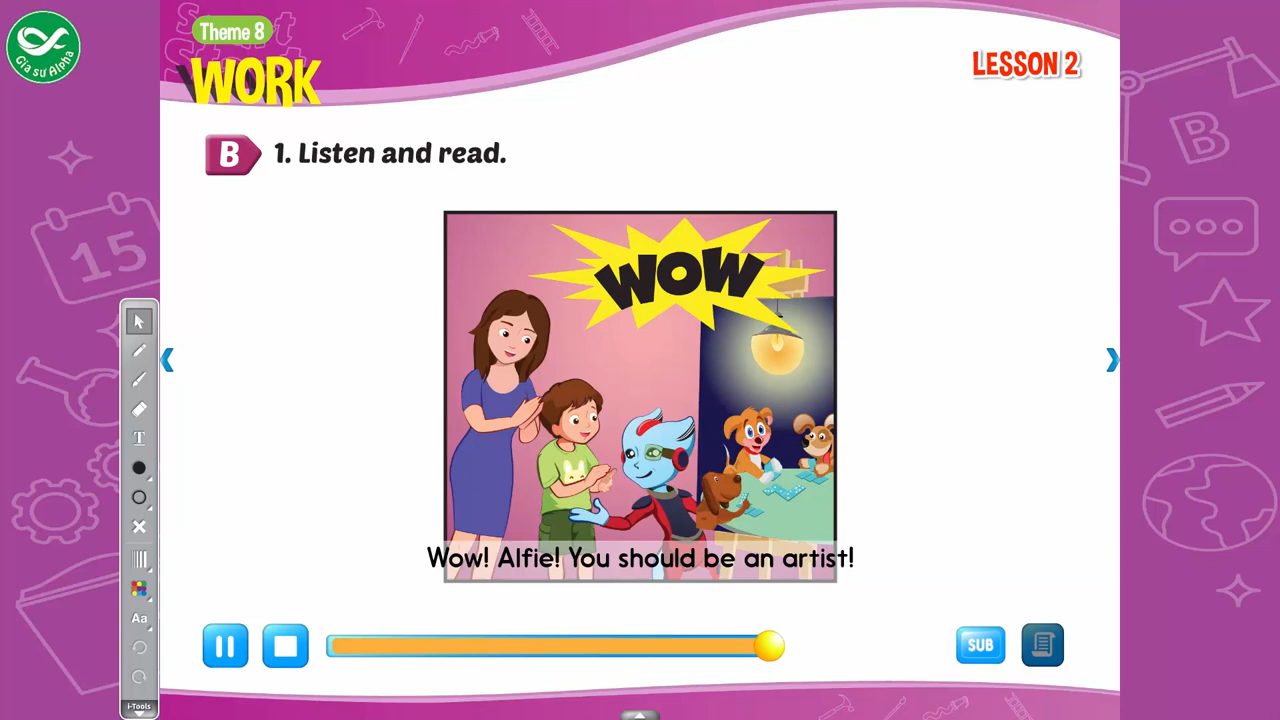 Gia sư Alpha
Theme 8
WORK
LESSON 2
B 1. Listen and read.
WOW
Wow! Alfie! You should be an artist!
SUB
15
B
T
Aa
i-Tools